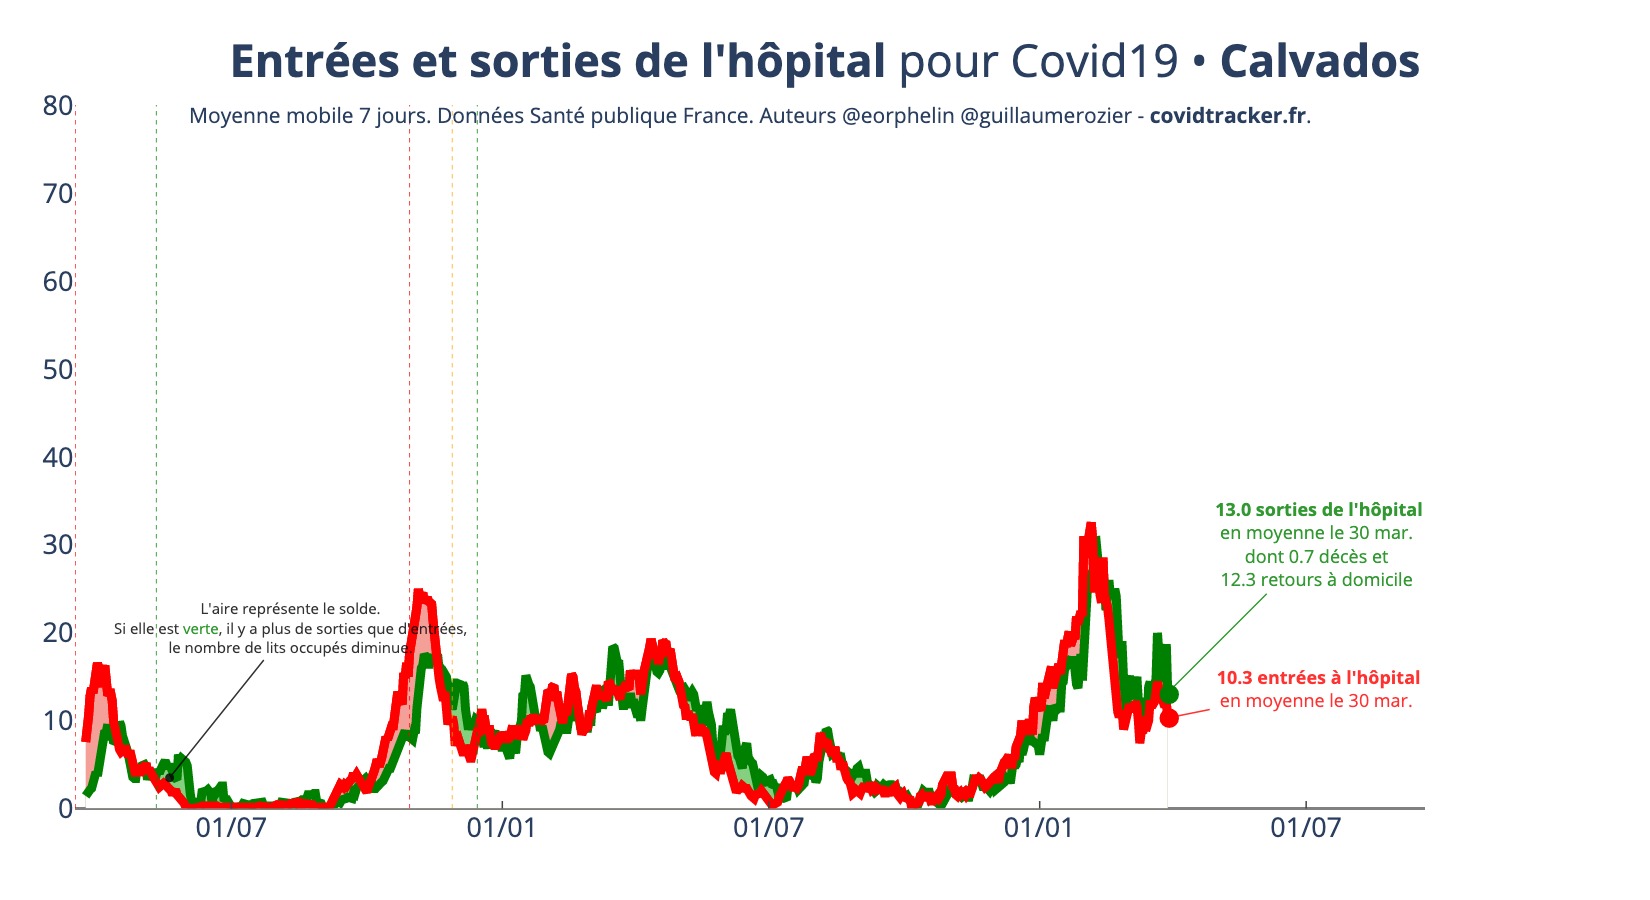 Entrées et sorties de l'hôpital pour Covid19 • Calvados
Moyenne mobile 7 jours. Données Santé publique France. Auteurs @eorphelin @guillaumerozier - covidtracker.fr.
80
70
60
50
40
30
20
10
0
L'aire représente le solde.
Si elle est verte, il y a plus de sorties que d'entrées,
le nombre de lits occupés diminue.
13.0 sorties de l'hôpital
en moyenne le 30 mar.
dont 0.7 décès et
12.3 retours à domicile
10.3 entrées à l'hôpital
en moyenne le 30 mar.
01/07
01/01
01/07
01/01
01/07